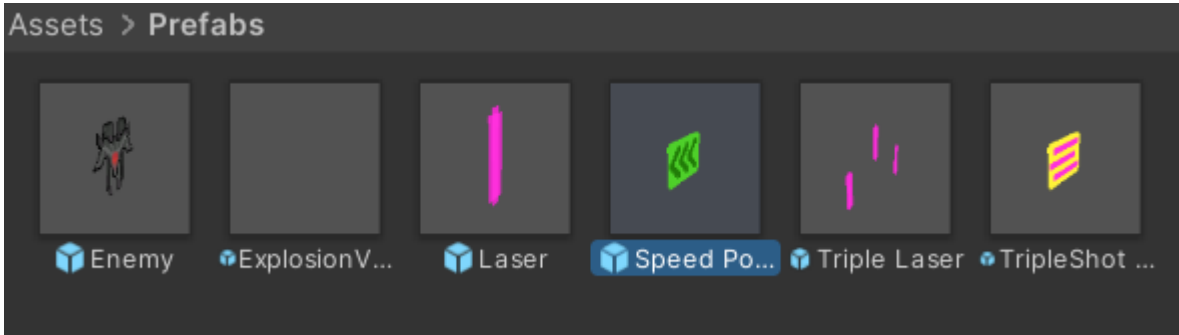 Assets > Prefabs
Enemy ExplosionV... Laser Speed Po... Triple Laser TripleShot ...